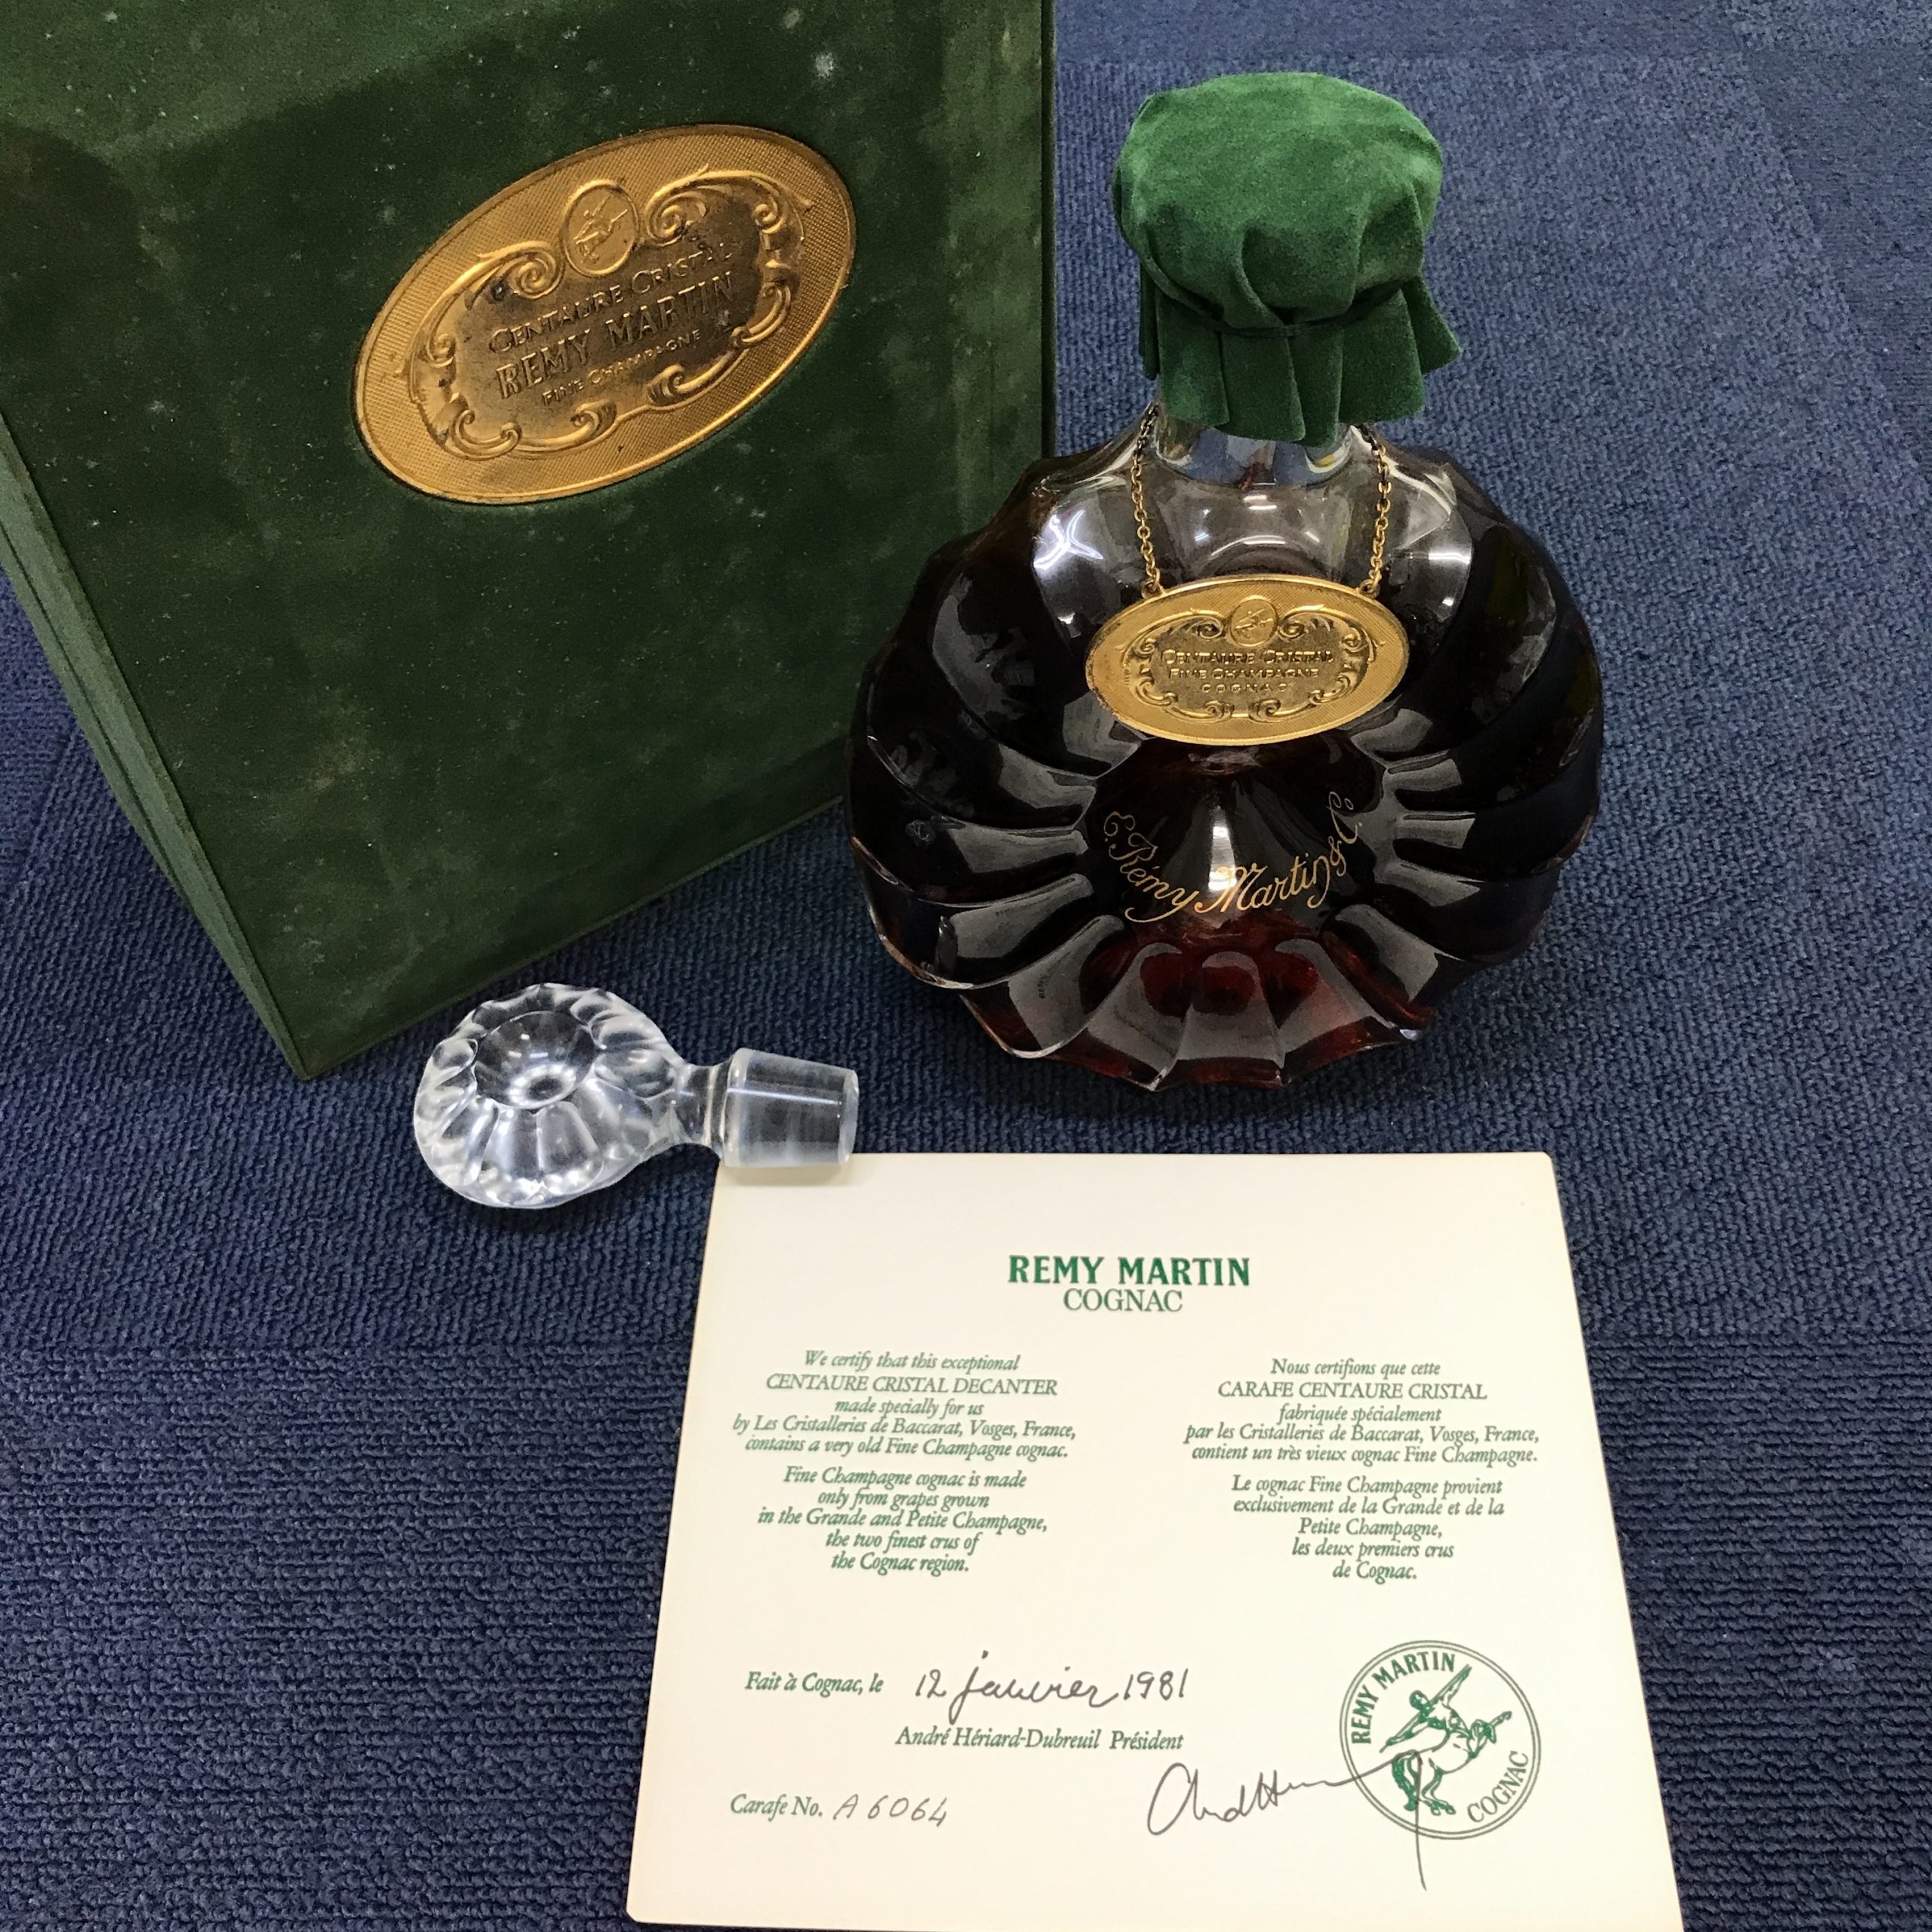 CENTAURE CRISTAL
REMY MARTIN
FINE CHAMPAGNE
CENTAURE CRISTAL
FINE CHAMPAGNE
COGNAC
E. Remy Martin & Co.
REMY MARTIN
COGNAC
We certify that this exceptional
CENTAURE CRISTAL DECANTER
made specially for us
by Les Cristalleries de Baccarat, Vosges, France,
contains a very old Fine Champagne cognac.
Fine Champagne cognac is made
only from grapes grown
in the Grande and Petite Champagne,
the two finest crus of
the Cognac region.
Nous certifions que cette
CARAFE CENTAURE CRISTAL
fabriquée spécialement
par les Cristalleries de Baccarat, Vosges, France,
contient un très vieux cognac Fine Champagne.
Le cognac Fine Champagne provient
exclusivement de la Grande et de la
Petite Champagne,
les deux premiers crus
de Cognac.
Fait à Cognac, le 12 janvier 1981
André Hériard-Dubreuil Président
Carafe No. A 6064
REMY MARTIN
COGNAC